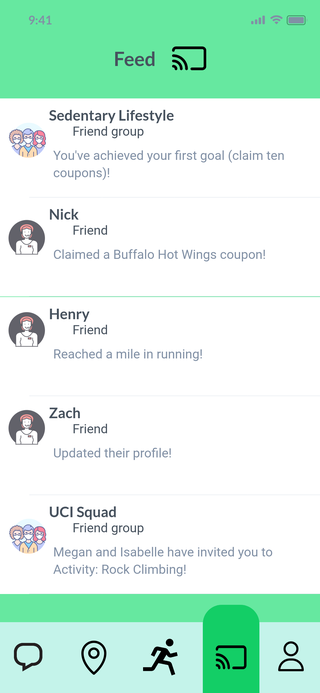 9:41
Feed
Sedentary Lifestyle
Friend group
You've achieved your first goal (claim ten
coupons)!
Nick
Friend
Claimed a Buffalo Hot Wings coupon!
Henry
Friend
Reached a mile in running!
Zach
Friend
Updated their profile!
UCI Squad
Friend group
Megan and Isabelle have invited you to
Activity: Rock Climbing!